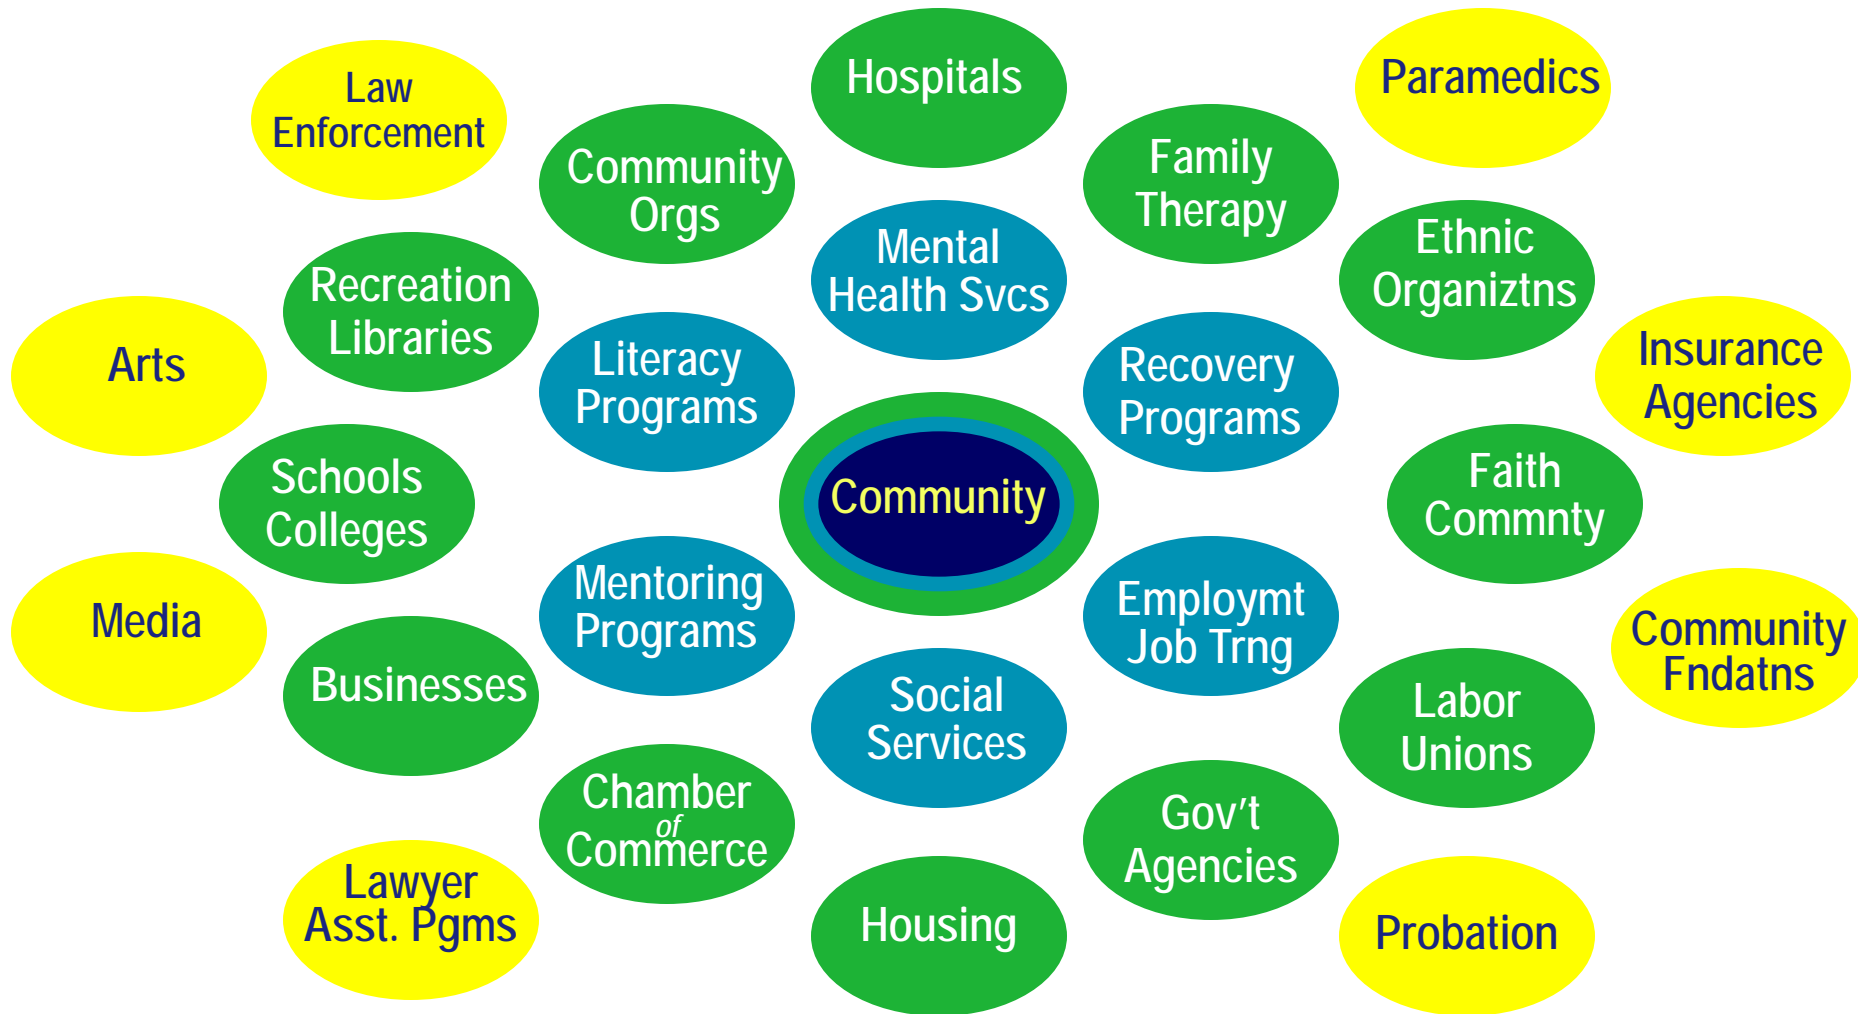 Hospitals
Paramedics
Law
Enforcement
Community
Orgs
Family
Therapy
Mental
Health Svcs
Ethnic
Organiztns
Recreation
Libraries
Arts
Literacy
Programs
Recovery
Programs
Insurance
Agencies
Schools
Colleges
Community
Faith
Commnty
Media
Mentoring
Programs
Employmt
Job Trng
Community
Fndatns
Businesses
Social
Services
Labor
Unions
Chamber
of
Commerce
Gov't
Agencies
Lawyer
Asst. Pgms
Housing
Probation